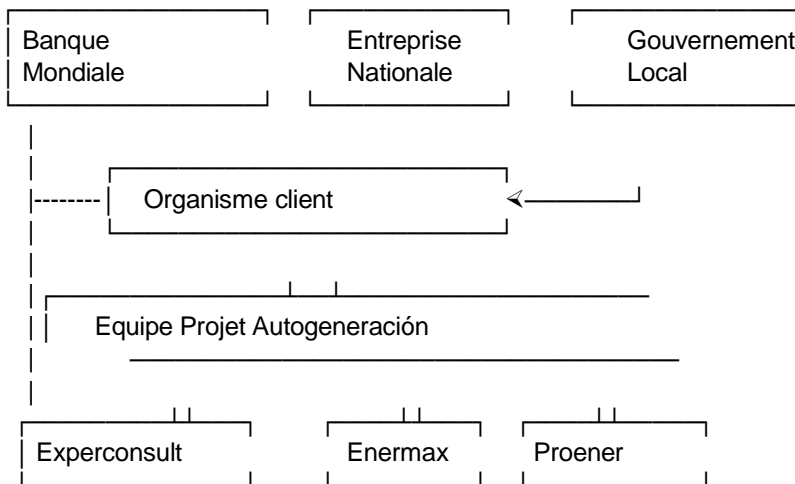 Banque
Mondiale
Entreprise
Nationale
Gouvernement
Local
Organisme client
Equipe Projet Autogeneración
Experconsult
Enermax
Proener